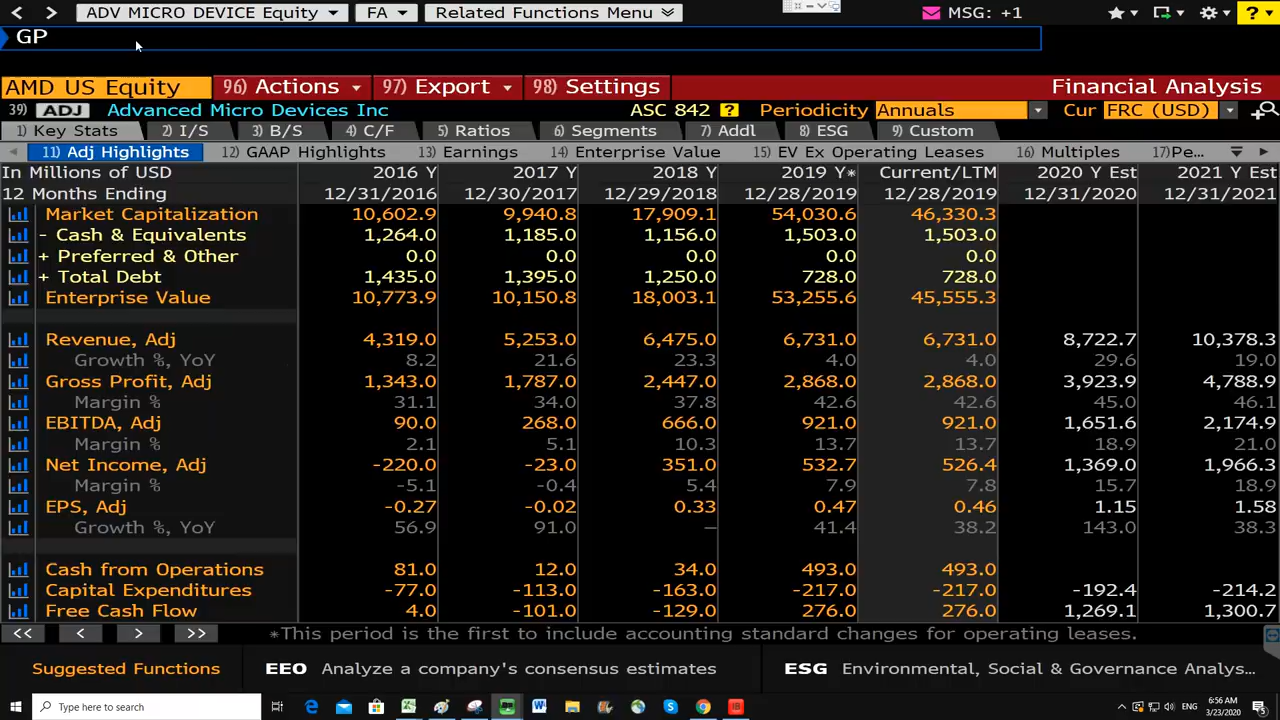 ADV MICRO DEVICE Equity FA Related Functions Menu MSG: +1 ?
GP
AMD US Equity 96) Actions 97) Export 98) Settings Financial Analysis
39) ADJ Advanced Micro Devices Inc ASC 842 ? Periodicity Annuals Cur FRC (USD)
1) Key Stats 2) I/S 3) B/S 4) C/F 5) Ratios 6) Segments 7) Addl 8) ESG 9) Custom
11) Adj Highlights 12) GAAP Highlights 13) Earnings 14) Enterprise Value 15) EV Ex Operating Leases 16) Multiples 17) Pe...
In Millions of USD 2016 Y 2017 Y 2018 Y 2019 Y* Current/LTM 2020 Y Est 2021 Y Est
12 Months Ending 12/31/2016 12/30/2017 12/29/2018 12/28/2019 12/28/2019 12/31/2020 12/31/2021
Market Capitalization 10,602.9 9,940.8 17,909.1 54,030.6 46,330.3
- Cash & Equivalents 1,264.0 1,185.0 1,156.0 1,503.0 1,503.0
+ Preferred & Other 0.0 0.0 0.0 0.0 0.0
+ Total Debt 1,435.0 1,395.0 1,250.0 728.0 728.0
Enterprise Value 10,773.9 10,150.8 18,003.1 53,255.6 45,555.3
Revenue, Adj 4,319.0 5,253.0 6,475.0 6,731.0 6,731.0 8,722.7 10,378.3
Growth %, YoY 8.2 21.6 23.3 4.0 4.0 29.6 19.0
Gross Profit, Adj 1,343.0 1,787.0 2,447.0 2,868.0 2,868.0 3,923.9 4,788.9
Margin % 31.1 34.0 37.8 42.6 42.6 45.0 46.1
EBITDA, Adj 90.0 268.0 666.0 921.0 921.0 1,651.6 2,174.9
Margin % 2.1 5.1 10.3 13.7 13.7 18.9 21.0
Net Income, Adj -220.0 -23.0 351.0 532.7 526.4 1,369.0 1,966.3
Margin % -5.1 -0.4 5.4 7.9 7.8 15.7 18.9
EPS, Adj -0.27 -0.02 0.33 0.47 0.46 1.15 1.58
Growth %, YoY 56.9 91.0 — 41.4 38.2 143.0 38.3
Cash from Operations 81.0 12.0 34.0 493.0 493.0
Capital Expenditures -77.0 -113.0 -163.0 -217.0 -217.0 -192.4 -214.2
Free Cash Flow 4.0 -101.0 -129.0 276.0 276.0 1,269.1 1,300.7
<< < > >> *This period is the first to include accounting standard changes for operating leases.
Suggested Functions EEO Analyze a company's consensus estimates ESG Environmental, Social & Governance Analys...
Type here to search ENG 6:56 AM
3/23/2020